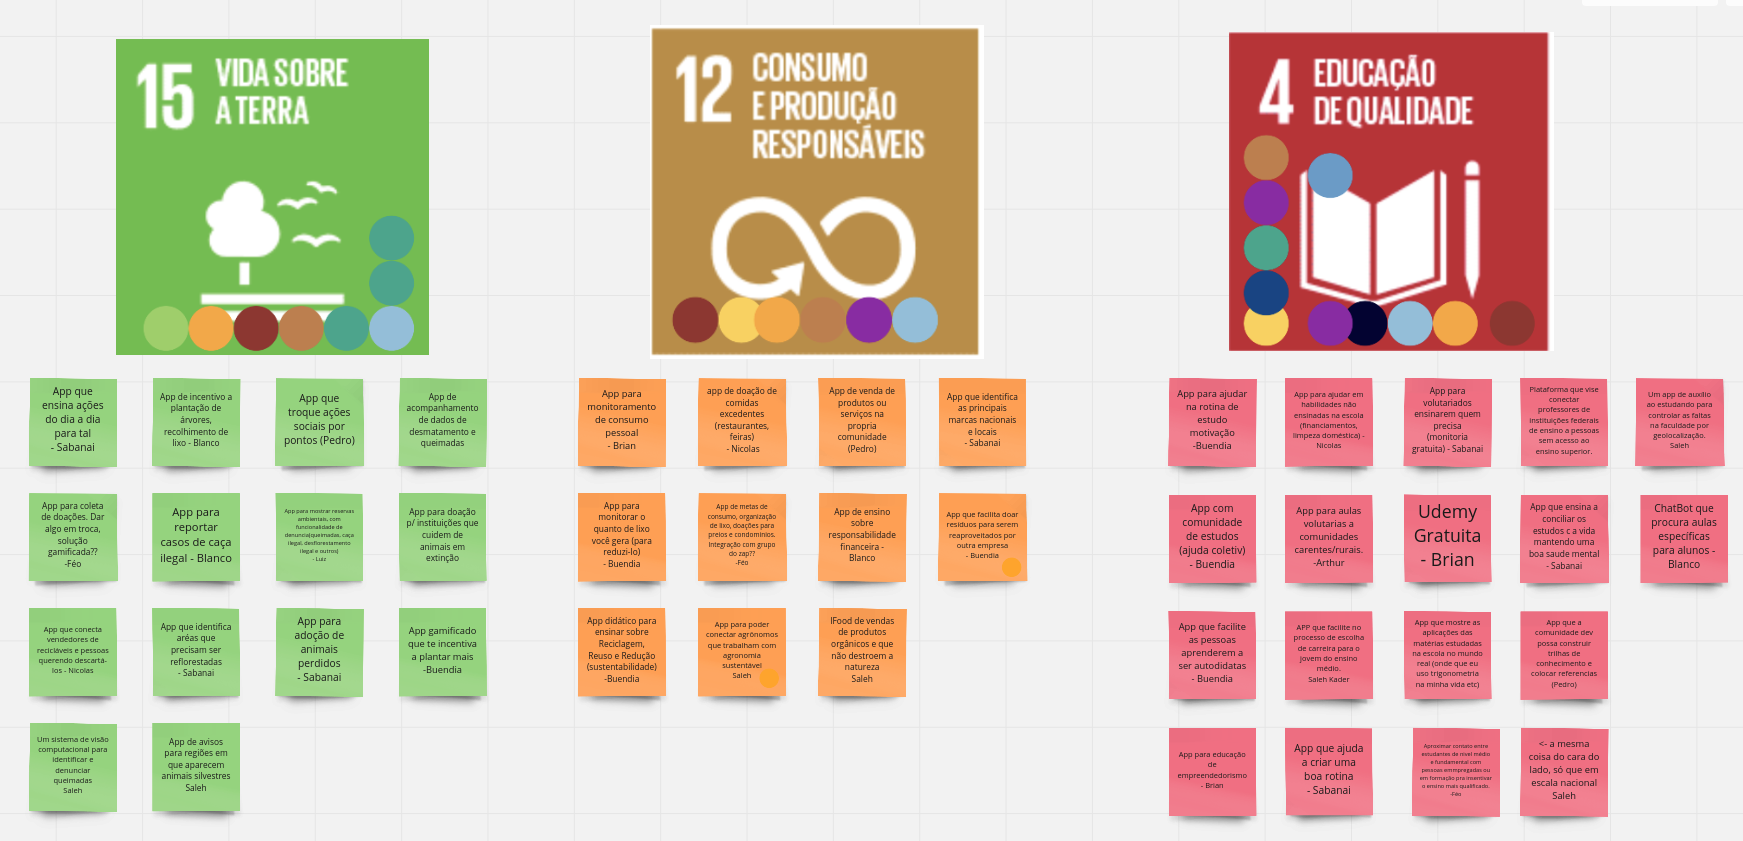 15 VIDA SOBRE
A TERRA
12 CONSUMO
E PRODUÇÃO
RESPONSÁVEIS
4 EDUCAÇÃO
DE QUALIDADE
App que
ensina ações
do dia a dia
para tal
- Sabanai
App de incentivo a
plantação de
árvores,
recolhimento de
lixo - Blanco
App que
troque ações
sociais por
pontos (Pedro)
App de
acompanhamento
de dados de
desmatamento e
queimadas
App para coleta
de doações. Dar
algo em troca,
solução
gamificada??
-Féo
App para
reportar
casos de caça
ilegal - Blanco
App para mostrar reservas
ambientais, com
funcionalidade de
denuncia(queimadas, caça
ilegal, desflorestamento
ilegal e outros)
- Luiz
App para doação
p/ instituições que
cuidem de
animais em
extinção
App que conecta
vendedores de
recicláveis e pessoas
querendo descartá-
los - Nicolas
App que identifica
aréas que
precisam ser
reflorestadas
- Sabanai
App para
adoção de
animais
perdidos
- Sabanai
App gamificado
que te incentiva
a plantar mais
-Buendia
Um sistema de visão
computacional para
identificar e
denunciar
queimadas
Saleh
App de avisos
para regiões em
que aparecem
animais silvestres
Saleh
App para
monitoramento
de consumo
pessoal
- Brian
app de doação de
comidas
excedentes
(restaurantes,
feiras)
- Nicolas
App de venda de
produtos ou
serviços na
propria
comunidade
(Pedro)
App que identifica
as principais
marcas nacionais
e locais
- Sabanai
App para
monitorar o
quanto de lixo
você gera (para
reduzi-lo)
- Buendia
App de metas de
consumo, organização
de lixo, doações para
preios e condomínios.
Integração com grupo
do zap??
-Féo
App de ensino
sobre
responsabilidade
financeira -
Blanco
App que facilita doar
resíduos para serem
reaproveitados por
outra empresa
- Buendia
App didático para
ensinar sobre
Reciclagem,
Reuso e Redução
(sustentabilidade)
-Buendia
App para poder
conectar agrônomos
que trabalham com
agronomia
sustentável
Saleh
IFood de vendas
de produtos
orgânicos e que
não destroem a
natureza
Saleh
App para ajudar
na rotina de
estudo
motivação
-Buendia
App para ajudar em
habilidades não
ensinadas na escola
(financiamentos,
limpeza doméstica) -
Nicolas
App para
voluntariados
ensinarem quem
precisa
(monitoria
gratuita) - Sabanai
Plataforma que vise
conectar
professores de
instituições federais
de ensino a pessoas
sem acesso ao
ensino superior.
Um app de auxlio
ao estudando para
controlar as faltas
na faculdade por
geolocalização.
Saleh
App com
comunidade
de estudos
(ajuda coletiv)
- Buendia
App para aulas
volutarias a
comunidades
carentes/rurais.
-Arthur
Udemy
Gratuita
- Brian
App que ensina a
conciliar os
estudos c a vida
mantendo uma
boa saude mental
- Sabanai
ChatBot que
procura aulas
específicas
para alunos -
Blanco
App que facilite
as pessoas
aprenderem a
ser autodidatas
- Buendia
APP que facilite no
processo de escolha
de carreira para o
jovem do ensino
médio.
Saleh Kader
App que mostre as
aplicações das
matérias estudadas
na escola no mundo
real (onde que eu
uso trigonometria
na minha vida etc)
App que a
comunidade dev
possa construir
trilhas de
conhecimento e
colocar referencias
(Pedro)
App para educação
de
empreendedorismo
- Brian
App que ajuda
a criar uma
boa rotina
- Sabanai
Aproximar contato entre
estudantes de nível médio
e fundamental com
pessoas emmpregadas ou
em formação pra insentivar
o ensino mais qualificado.
-Féo
<- a mesma
coisa do cara do
lado, só que em
escala nacional
Saleh